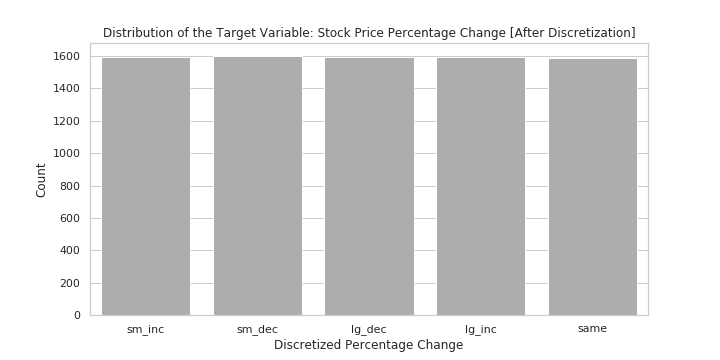 Distribution of the Target Variable: Stock Price Percentage Change [After Discretization]
1600
1400
1200
1000
800
600
400
200
0
Count
sm_inc sm_dec lg_dec lg_inc same
Discretized Percentage Change